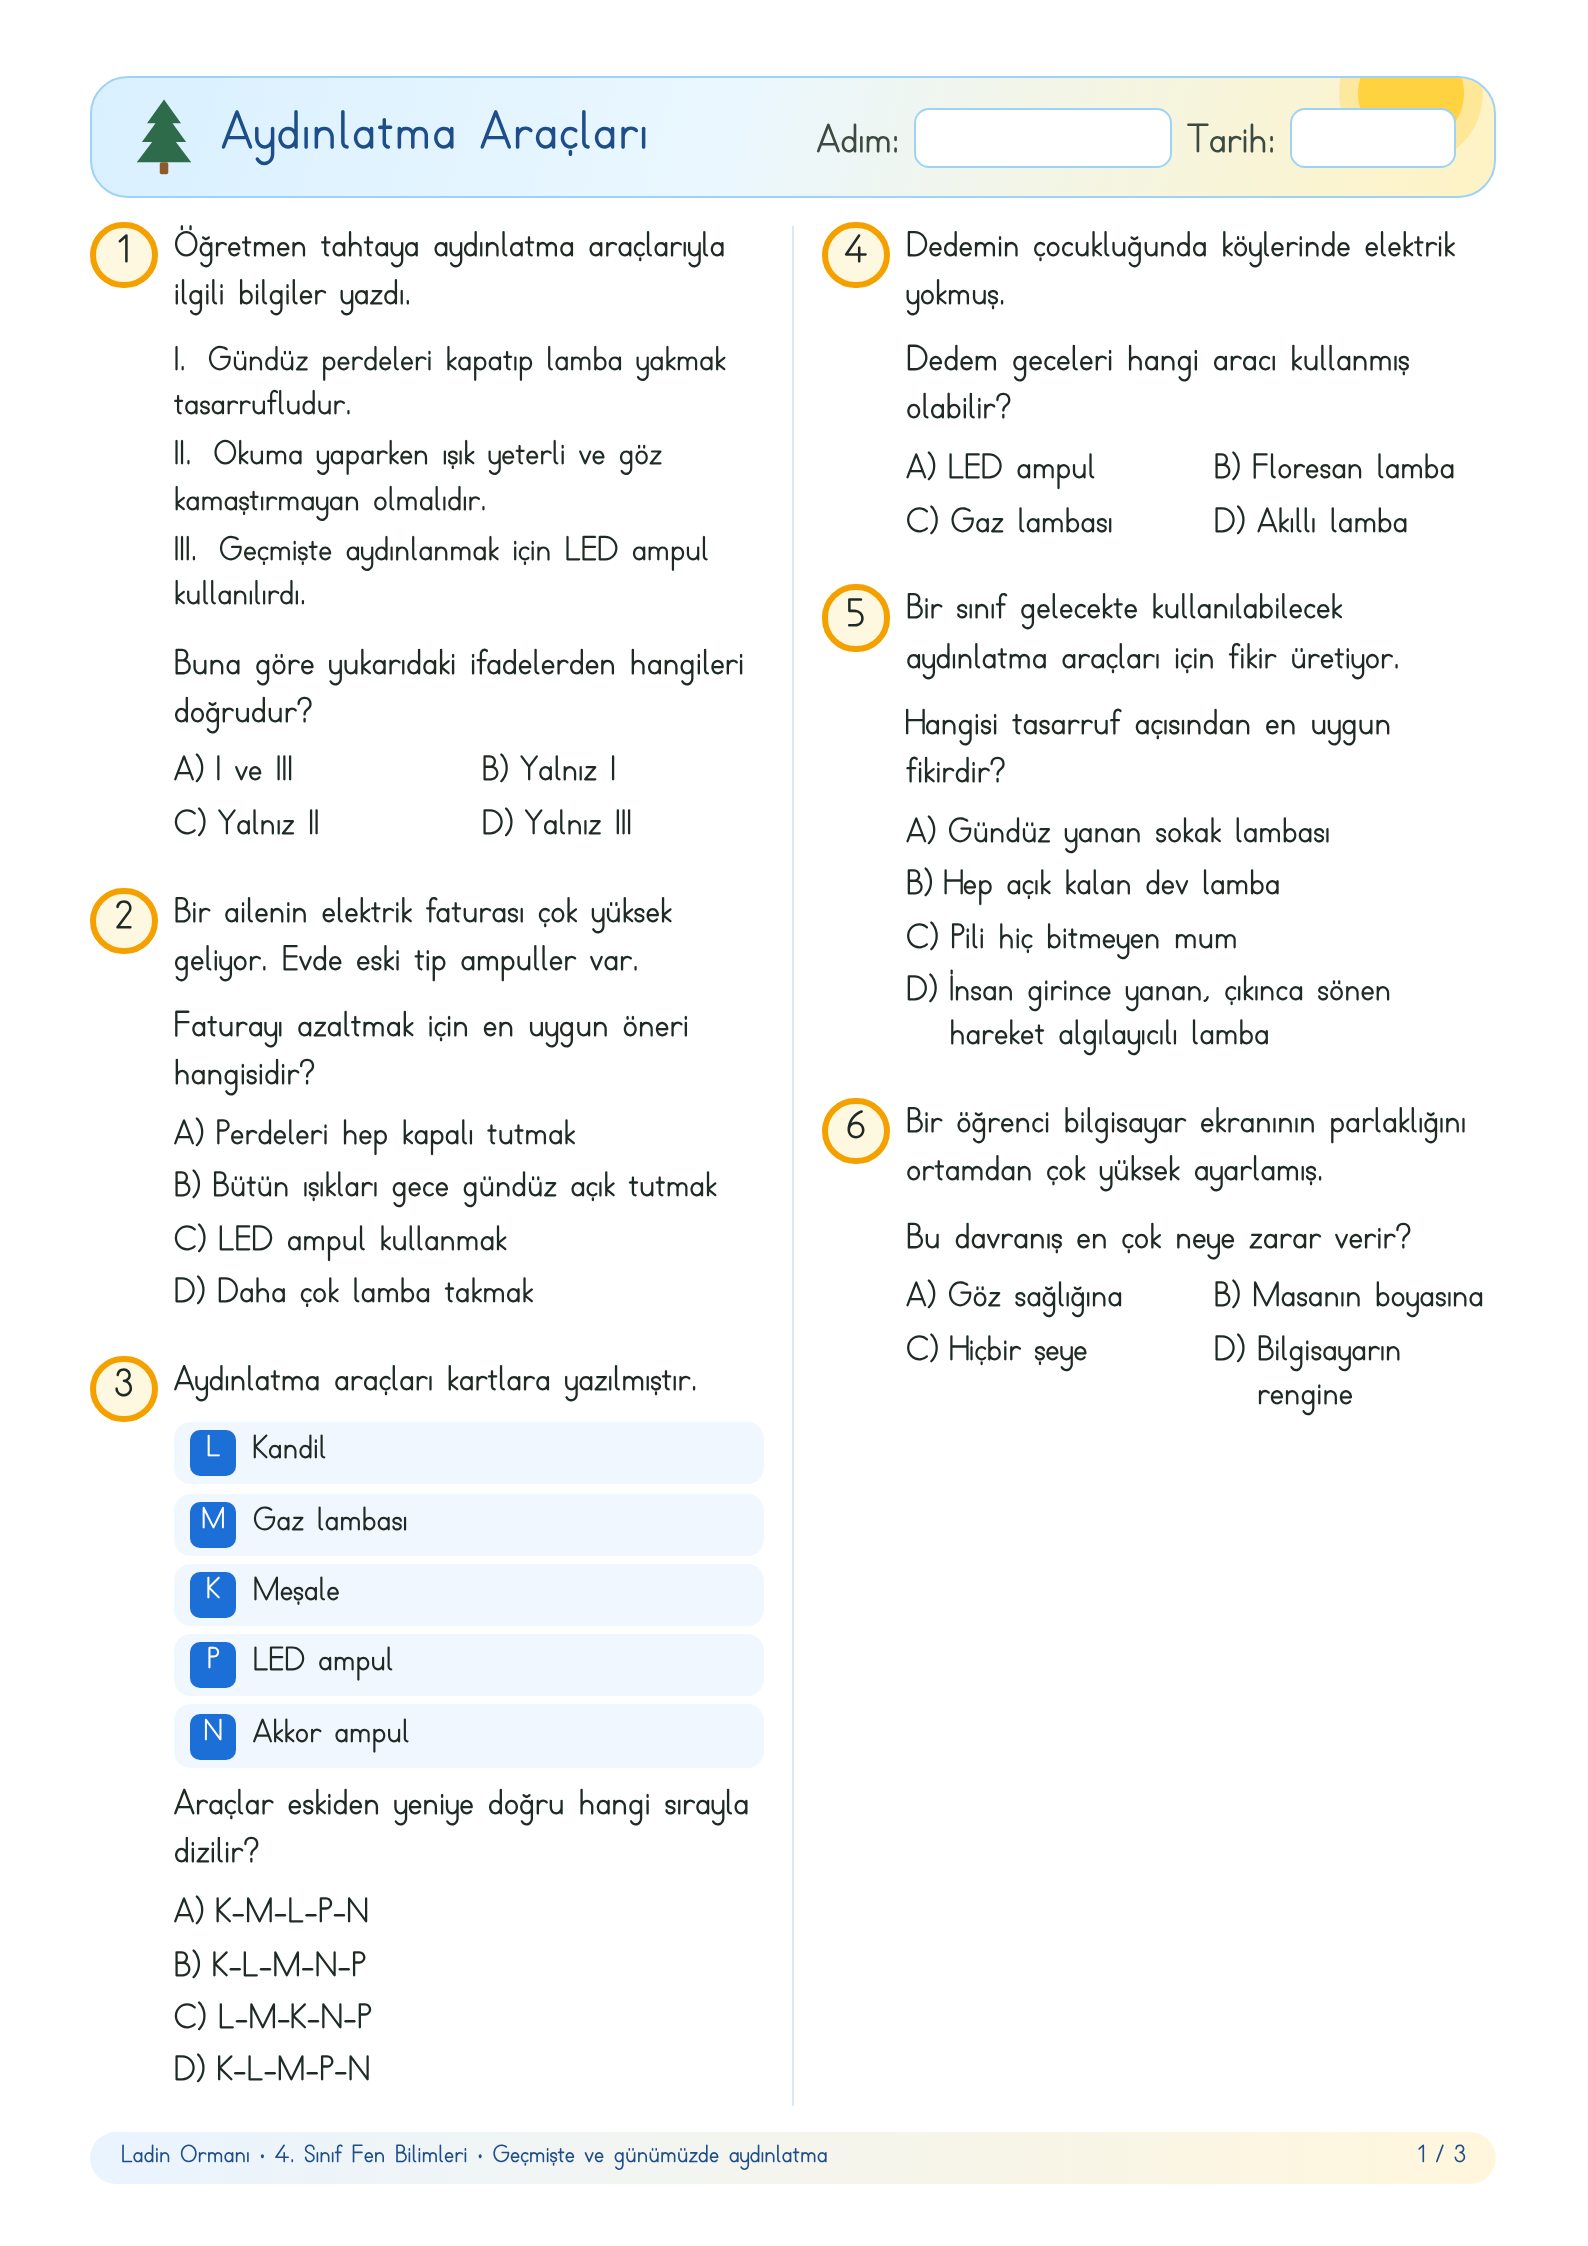 Aydınlatma Araçları
Adım:
Tarih:
1
Öğretmen tahtaya aydınlatma araçlarıyla
ilgili bilgiler yazdı.
I. Gündüz perdeleri kapatıp lamba yakmak
tasarrufludur.
II. Okuma yaparken ışık yeterli ve göz
kamaştırmayan olmalıdır.
III. Geçmişte aydınlanmak için LED ampul
kullanılırdı.
Buna göre yukarıdaki ifadelerden hangileri
doğrudur?
A) I ve III
B) Yalnız I
C) Yalnız II
D) Yalnız III
2
Bir ailenin elektrik faturası çok yüksek
geliyor. Evde eski tip ampuller var.
Faturayı azaltmak için en uygun öneri
hangisidir?
A) Perdeleri hep kapalı tutmak
B) Bütün ışıkları gece gündüz açık tutmak
C) LED ampul kullanmak
D) Daha çok lamba takmak
3
Aydınlatma araçları kartlara yazılmıştır.
L Kandil
M Gaz lambası
K Meşale
P LED ampul
N Akkor ampul
Araçlar eskiden yeniye doğru hangi sırayla
dizilir?
A) K-M-L-P-N
B) K-L-M-N-P
C) L-M-K-N-P
D) K-L-M-P-N
4
Dedemin çocukluğunda köylerinde elektrik
yokmuş.
Dedem geceleri hangi aracı kullanmış
olabilir?
A) LED ampul
B) Floresan lamba
C) Gaz lambası
D) Akıllı lamba
5
Bir sınıf gelecekte kullanılabilecek
aydınlatma araçları için fikir üretiyor.
Hangisi tasarruf açısından en uygun
fikirdir?
A) Gündüz yanan sokak lambası
B) Hep açık kalan dev lamba
C) Pili hiç bitmeyen mum
D) İnsan girince yanan, çıkınca sönen
hareket algılayıcılı lamba
6
Bir öğrenci bilgisayar ekranının parlaklığını
ortamdan çok yüksek ayarlamış.
Bu davranış en çok neye zarar verir?
A) Göz sağlığına
B) Masanın boyasına
C) Hiçbir şeye
D) Bilgisayarın
rengine
Ladin Ormanı • 4. Sınıf Fen Bilimleri • Geçmişte ve günümüzde aydınlatma
1 / 3